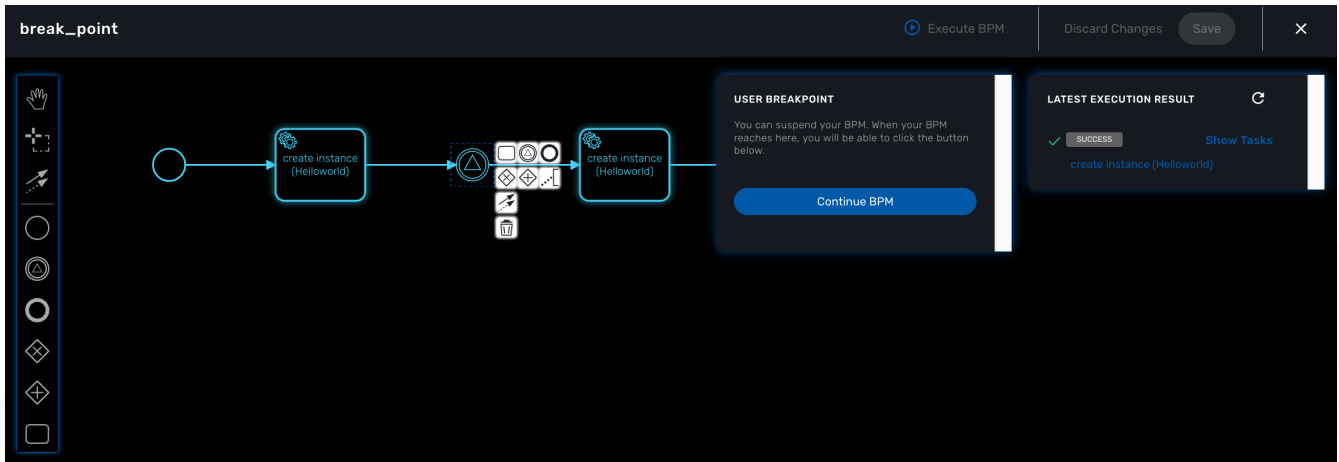 break_point
Execute BPM
Discard Changes
Save
create instance
(Helloworld)
create instance
(Helloworld)
USER BREAKPOINT
You can suspend your BPM. When your BPM
reaches here, you will be able to click the button
below.
Continue BPM
LATEST EXECUTION RESULT
SUCCESS
Show Tasks
create instance (Helloworld)